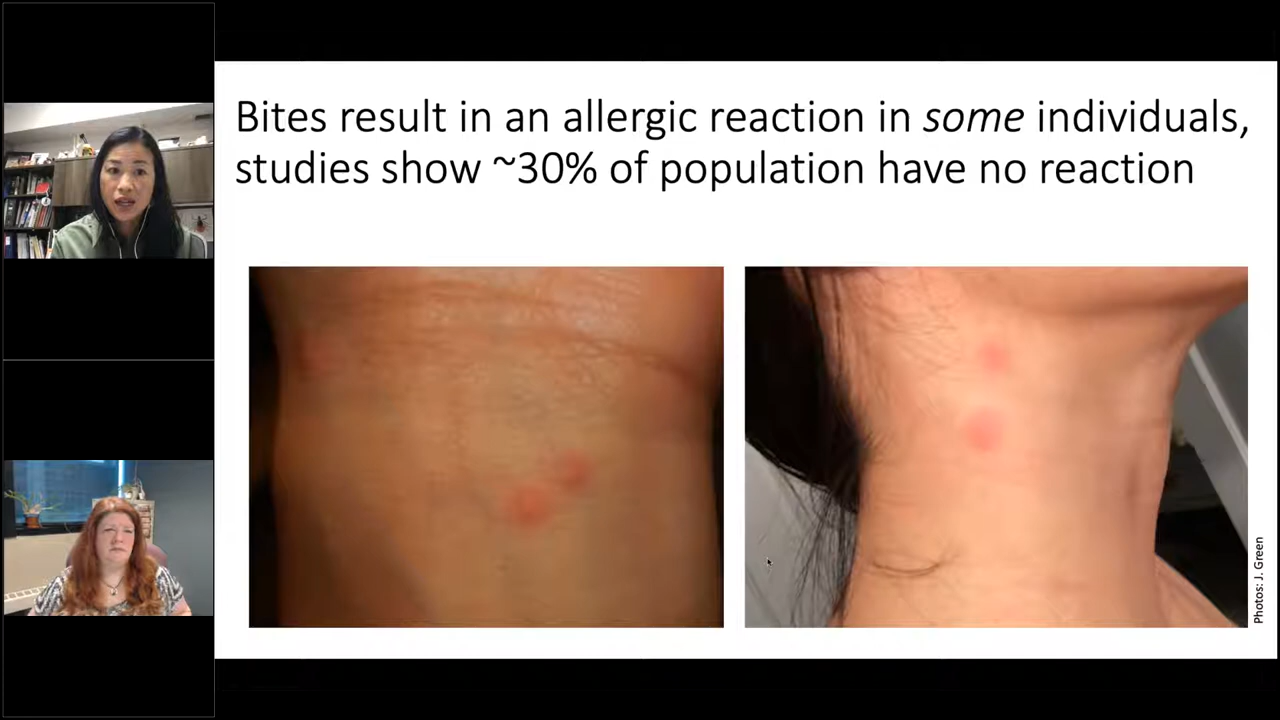 Bites result in an allergic reaction in some individuals,
studies show ~30% of population have no reaction
Photos: J. Green